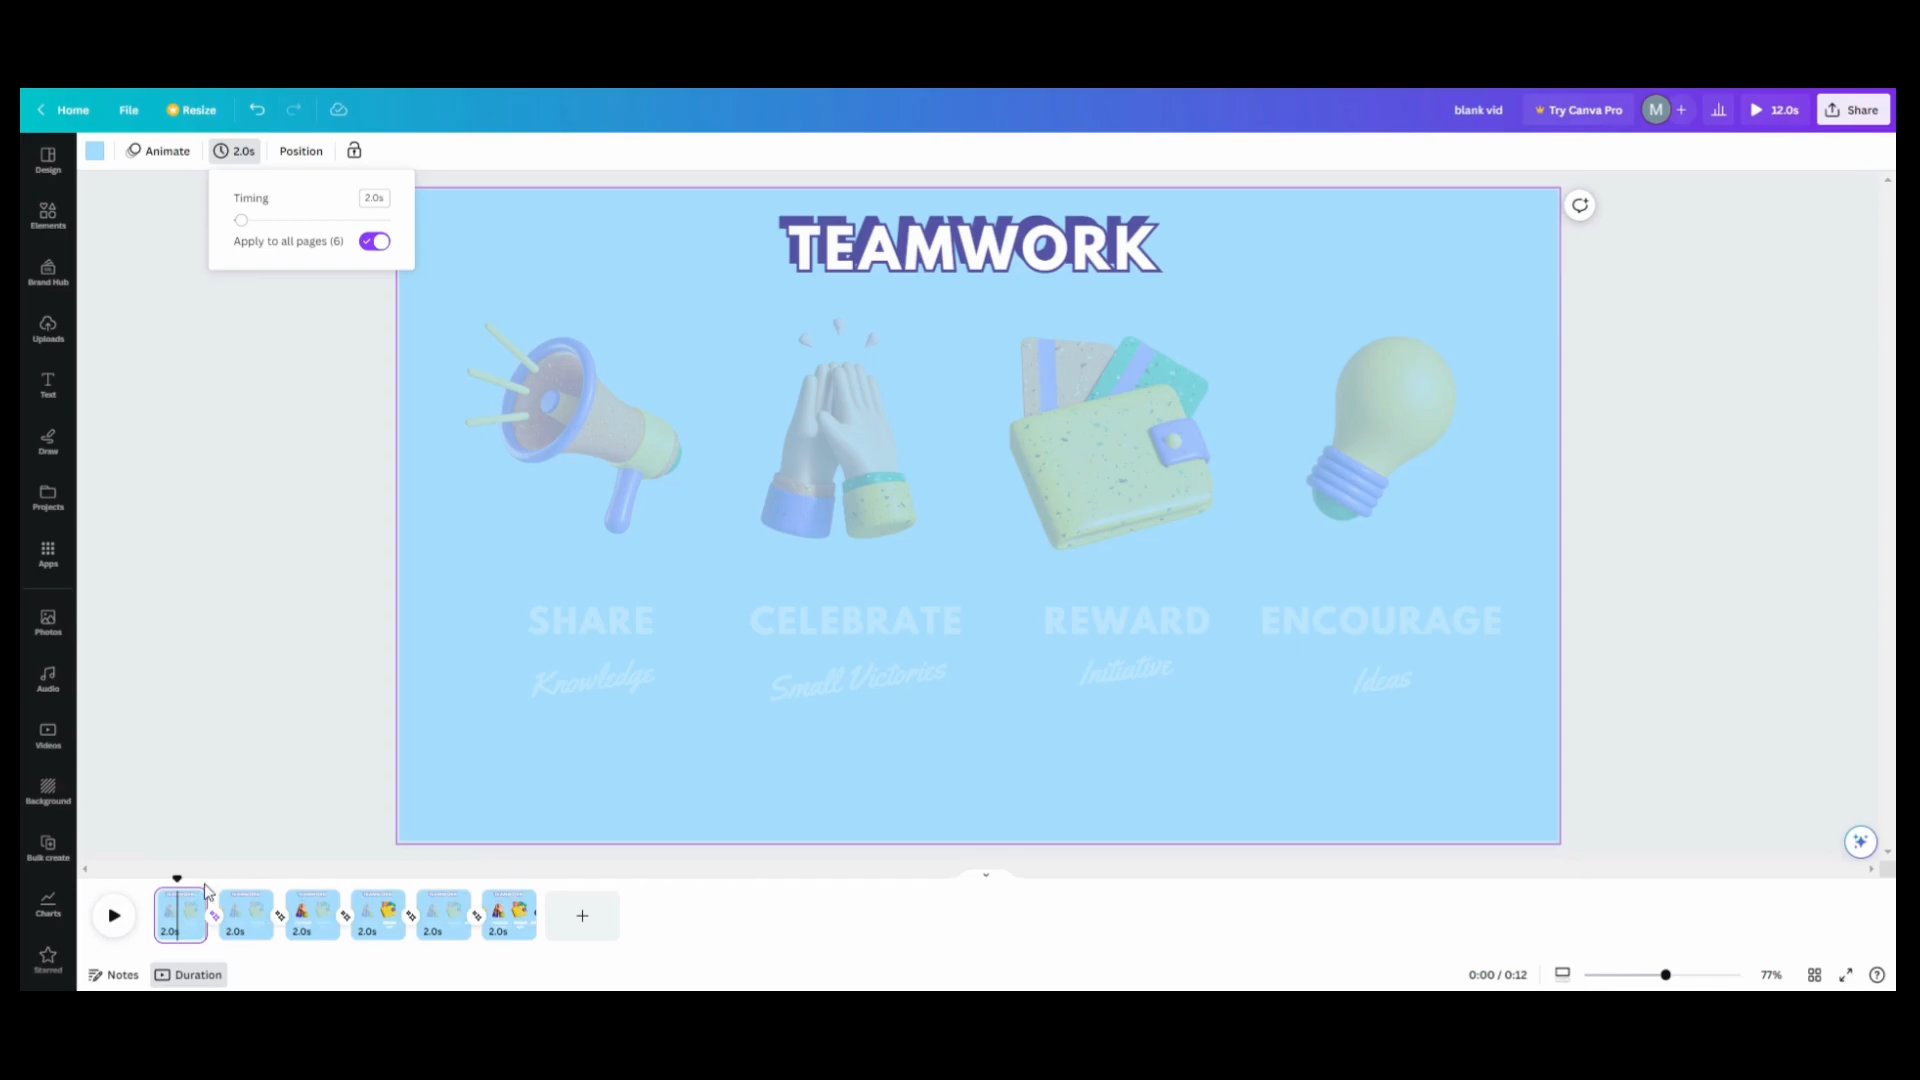 Home File Resize blank vid Try Canva Pro M + 12.0s Share
Animate 2.0s Position
Timing 2.0s
Apply to all pages (6)
Design
Elements
Brand Hub
Uploads
Text
Draw
Projects
Apps
Photos
Audio
Videos
Background
Bulk create
Charts
Starred
TEAMWORK
SHARE CELEBRATE REWARD ENCOURAGE
Knowledge Small Victories Initiative Ideas
2.0s 2.0s 2.0s 2.0s 2.0s 2.0s
Notes Duration 0:00 / 0:12 77%